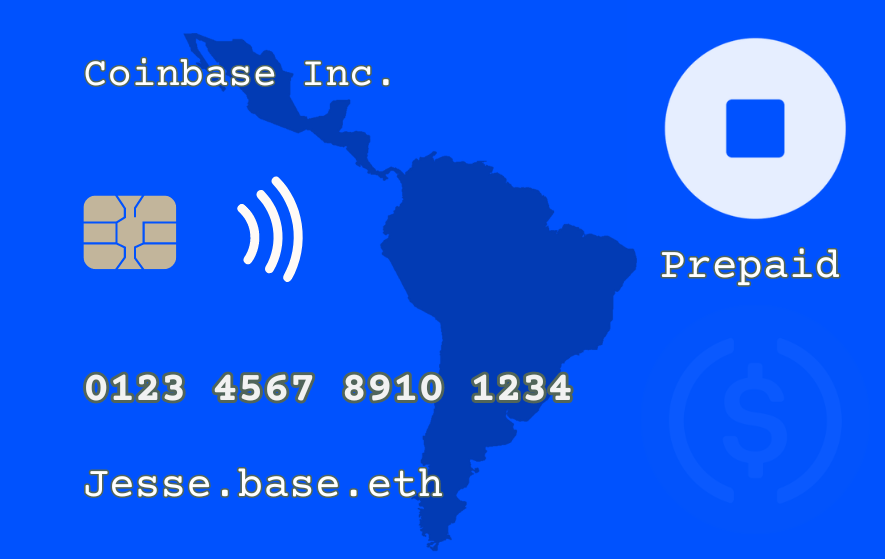 Coinbase Inc.
Prepaid
0123 4567 8910 1234
Jesse.base.eth
$